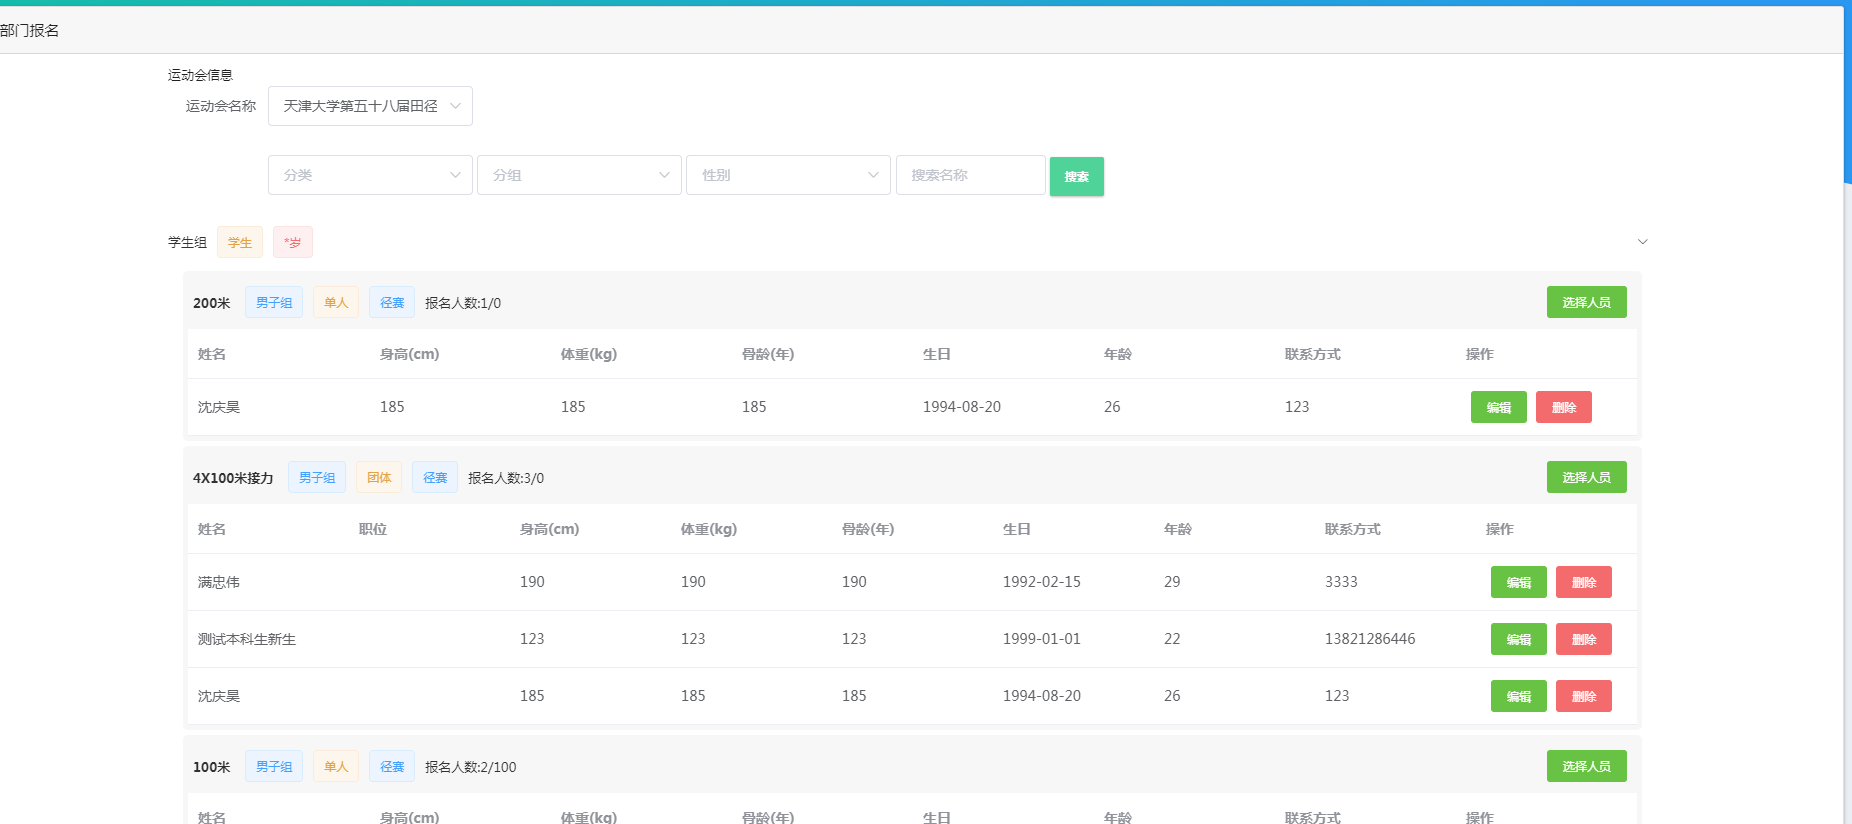 部门报名
运动会信息
运动会名称 天津大学第五十八届田径
分类 分组 性别 搜索名称 搜索
学生组 学生 *岁
200米 男子组 单人 径赛 报名人数:1/0 选择人员
姓名 身高(cm) 体重(kg) 骨龄(年) 生日 年龄 联系方式 操作
沈庆昊 185 185 185 1994-08-20 26 123 编辑 删除
4X100米接力 男子组 团体 径赛 报名人数:3/0 选择人员
姓名 职位 身高(cm) 体重(kg) 骨龄(年) 生日 年龄 联系方式 操作
满忠伟 190 190 190 1992-02-15 29 3333 编辑 删除
测试本科生新生 123 123 123 1999-01-01 22 13821286446 编辑 删除
沈庆昊 185 185 185 1994-08-20 26 123 编辑 删除
100米 男子组 单人 径赛 报名人数:2/100 选择人员
姓名 身高(cm) 体重(kg) 骨龄(年) 生日 年龄 联系方式 操作